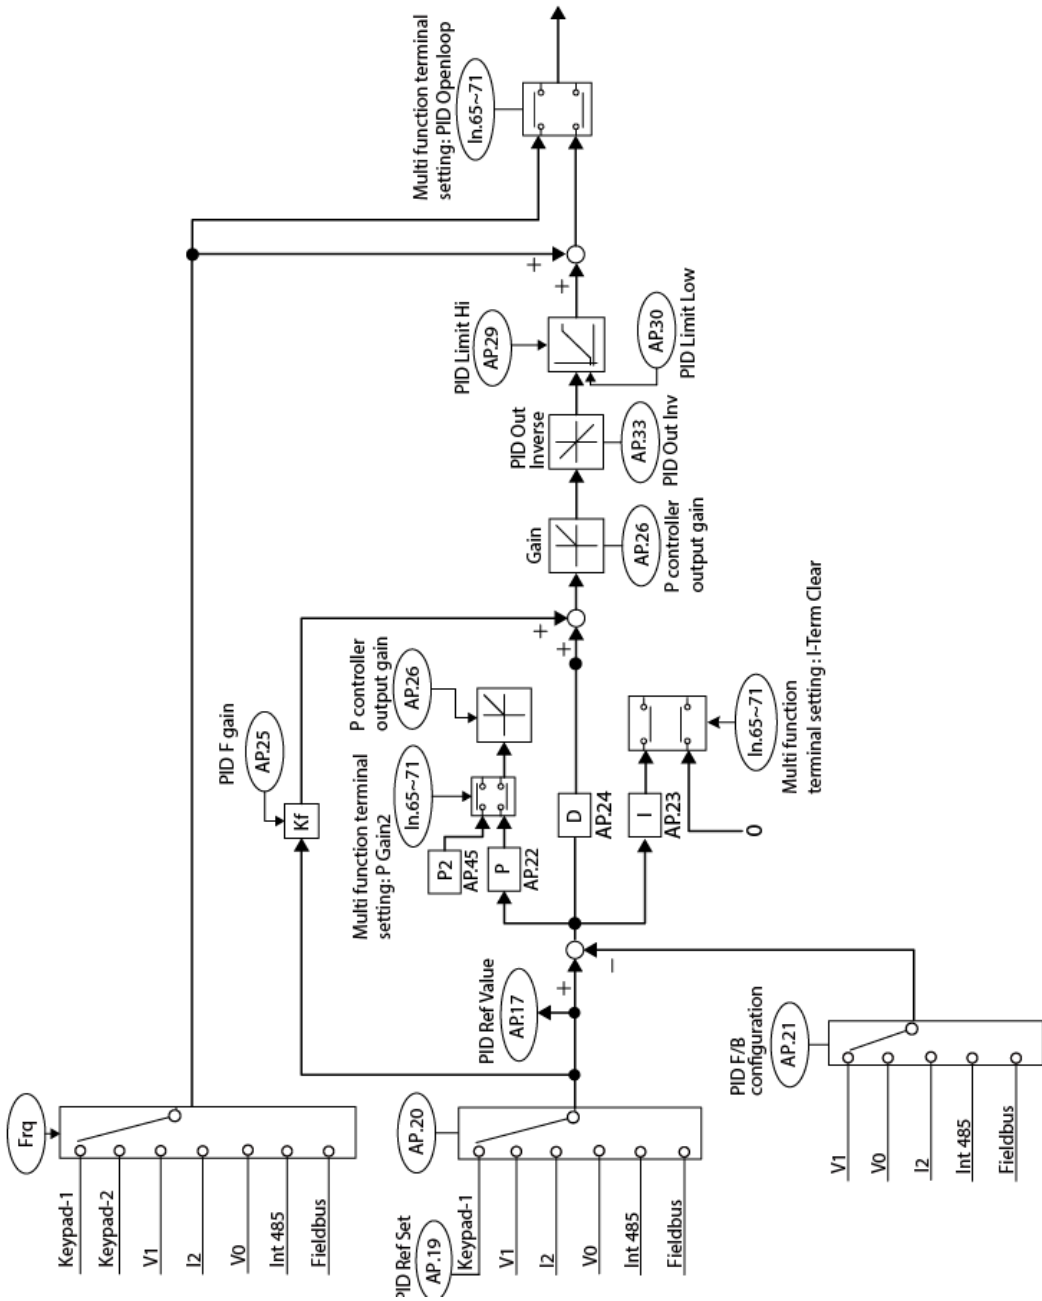 Multi function terminal
setting: PID Openloop
In.65~71
+
+
PID Limit Hi
AP.29
AP.30
PID Limit Low
PID Out
Inverse
AP.33
PID Out Inv
Gain
AP.26
P controller
output gain
+
+
P controller
output gain
AP.26
PID F gain
AP.25
Kf
Multi function terminal
setting: P Gain2
In.65~71
P2
AP.45
P
AP.22
D
AP.24
I
AP.23
0
In.65~71
Multi function
terminal setting : I-Term Clear
PID Ref Value
AP.17
+
−
PID F/B
configuration
AP.21
V1
V0
I2
Int 485
Fieldbus
Frq
Keypad-1
Keypad-2
V1
I2
V0
Int 485
Fieldbus
AP.20
PID Ref Set
AP.19
Keypad-1
V1
I2
V0
Int 485
Fieldbus